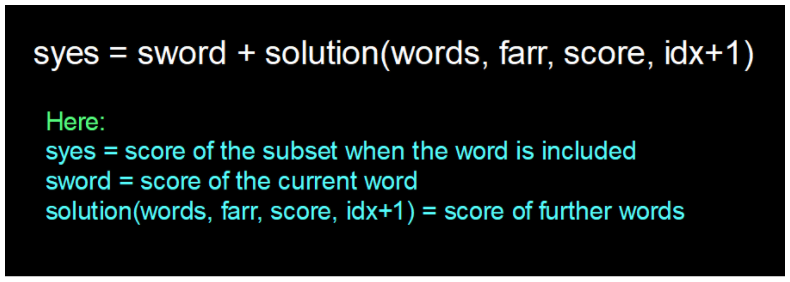 syes = sword + solution(words, farr, score, idx+1)
Here:
syes = score of the subset when the word is included
sword = score of the current word
solution(words, farr, score, idx+1) = score of further words